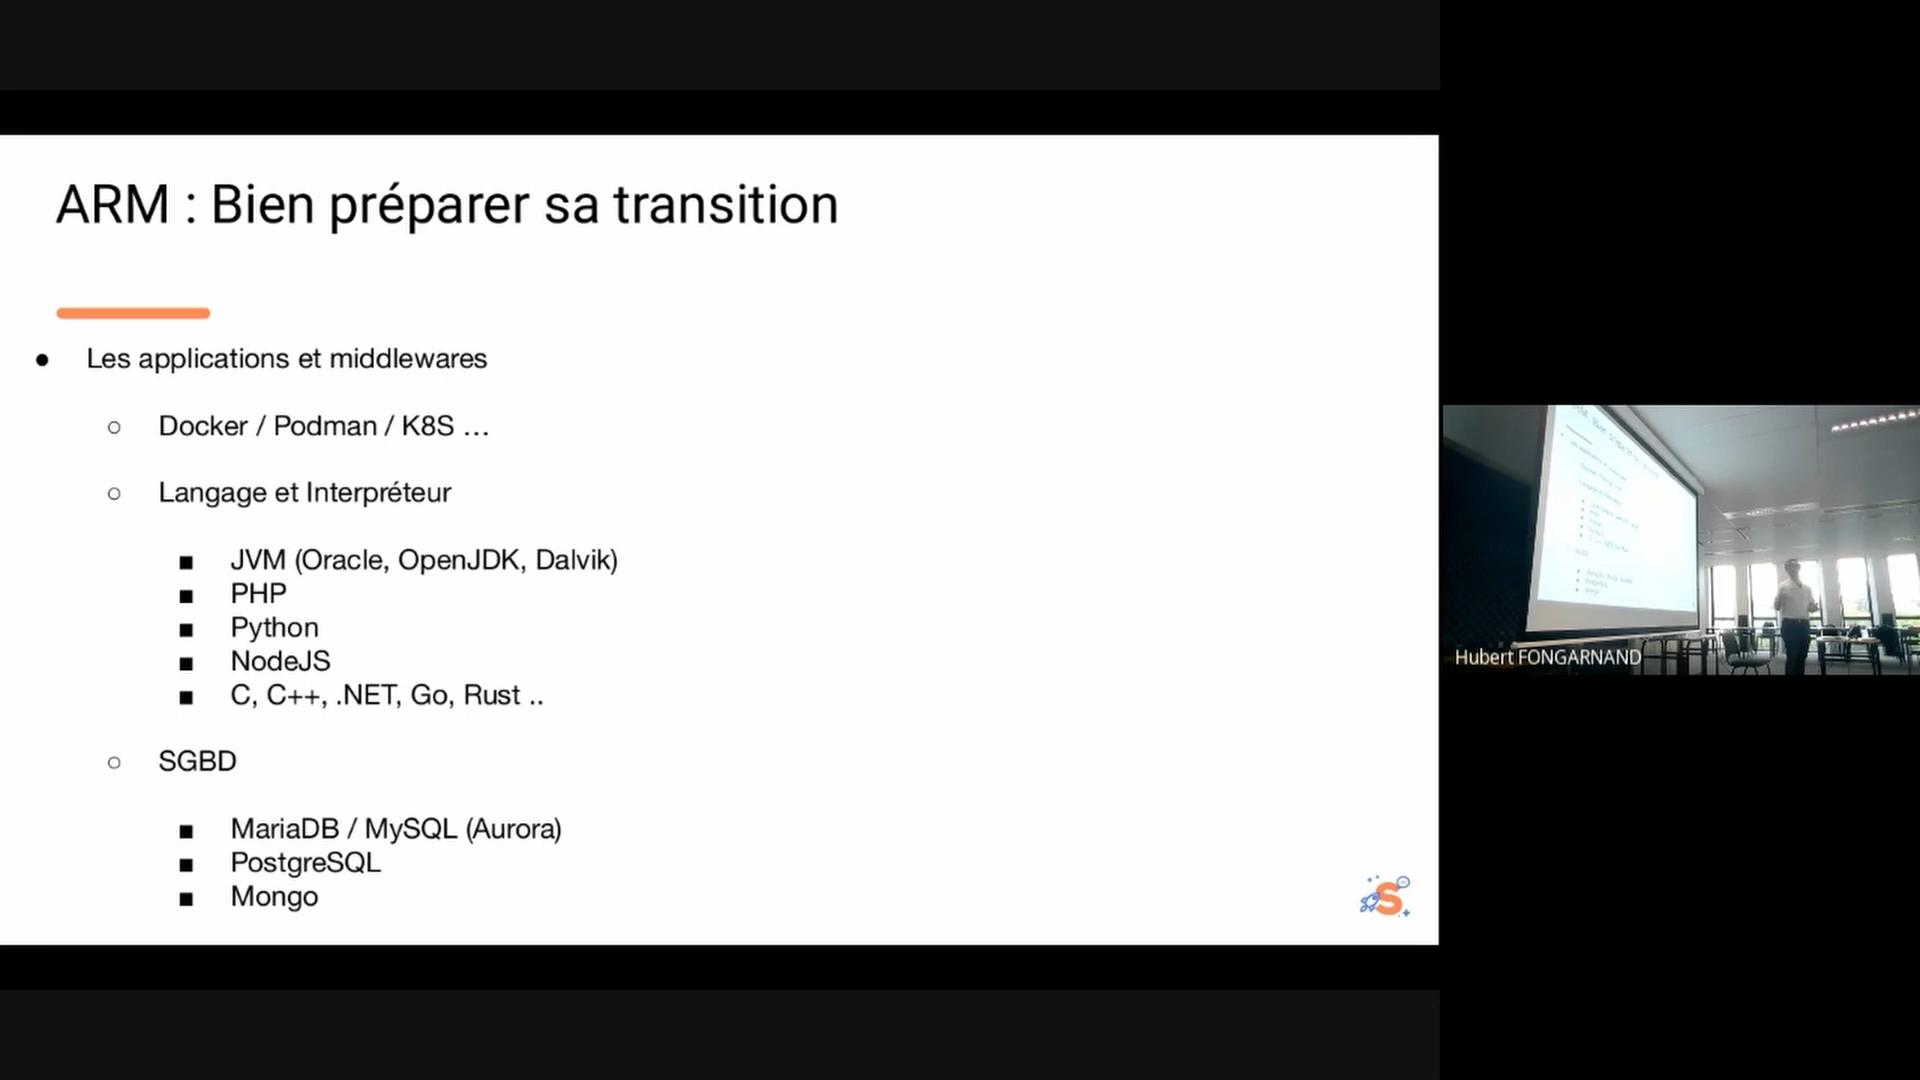 ARM : Bien préparer sa transition
● Les applications et middlewares
○ Docker / Podman / K8S …
○ Langage et Interpréteur
■ JVM (Oracle, OpenJDK, Dalvik)
■ PHP
■ Python
■ NodeJS
■ C, C++, .NET, Go, Rust ..
○ SGBD
■ MariaDB / MySQL (Aurora)
■ PostgreSQL
■ Mongo
S
Hubert FONGARNAND